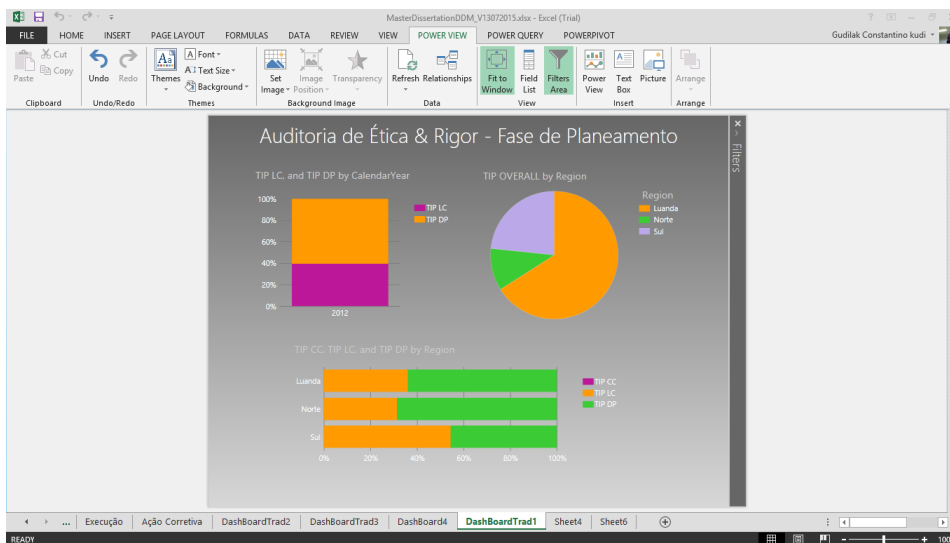 MasterDissertationDDM_V13072015.xlsx - Excel (Trial)
FILE HOME INSERT PAGE LAYOUT FORMULAS DATA REVIEW VIEW POWER VIEW POWER QUERY POWERPIVOT Gudilak Constantino kudi
Paste
Cut
Copy
Clipboard
Undo Redo
Undo/Redo
Themes
Font
Text Size
Background
Themes
Set Image
Image Position
Transparency
Background Image
Refresh Relationships
Data
Fit to Window
Field List
Filters Area
View
Power View
Text Box
Picture
Insert
Arrange
Arrange
Auditoria de Ética & Rigor - Fase de Planeamento
Filters
TIP LC, and TIP DP by CalendarYear
100%
80%
60%
40%
20%
0%
2012
TIP LC
TIP DP
TIP OVERALL by Region
Region
Luanda
Norte
Sul
TIP CC, TIP LC, and TIP DP by Region
Luanda
Norte
Sul
0% 20% 40% 60% 80% 100%
TIP CC
TIP LC
TIP DP
... Execução Ação Corretiva DashBoardTrad2 DashBoardTrad3 DashBoard4 DashBoardTrad1 Sheet4 Sheet6
READY